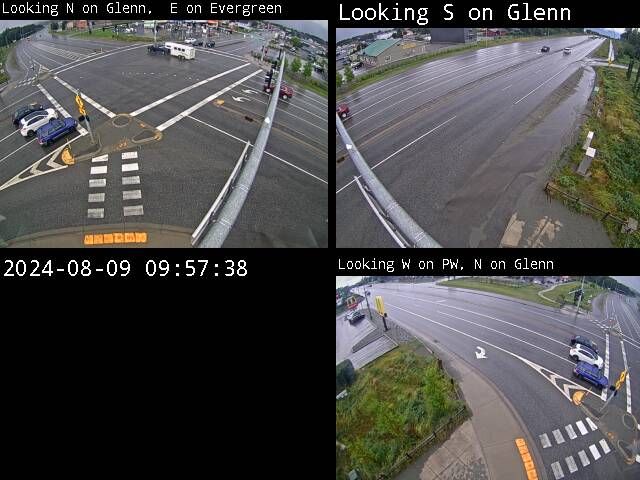 Looking N on Glenn, E on Evergreen
Looking S on Glenn
2024-08-09 09:57:38
Looking W on PW, N on Glenn